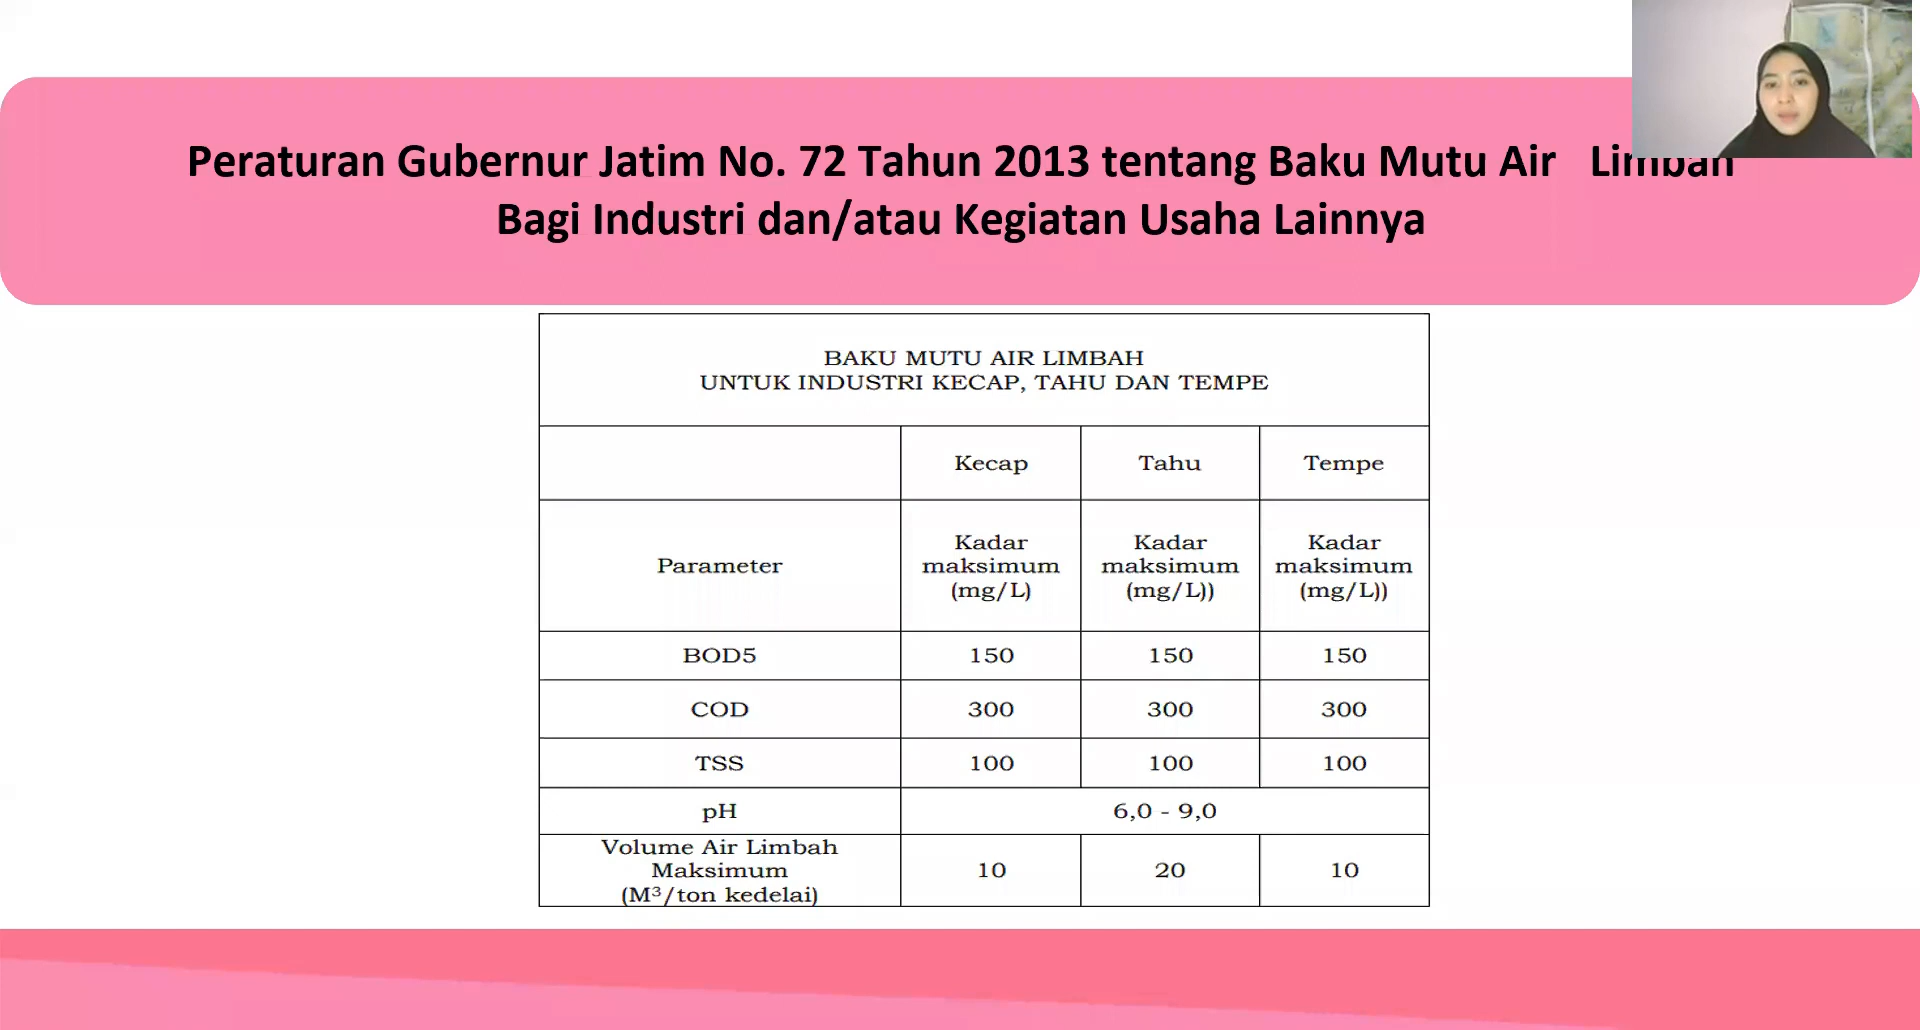 Peraturan Gubernur Jatim No. 72 Tahun 2013 tentang Baku Mutu Air Limbah
Bagi Industri dan/atau Kegiatan Usaha Lainnya
BAKU MUTU AIR LIMBAH
UNTUK INDUSTRI KECAP, TAHU DAN TEMPE
Kecap Tahu Tempe
Parameter
Kadar
maksimum
(mg/L)
Kadar
maksimum
(mg/L))
Kadar
maksimum
(mg/L))
BOD5 150 150 150
COD 300 300 300
TSS 100 100 100
pH 6,0 - 9,0
Volume Air Limbah
Maksimum
(M³/ton kedelai)
10 20 10